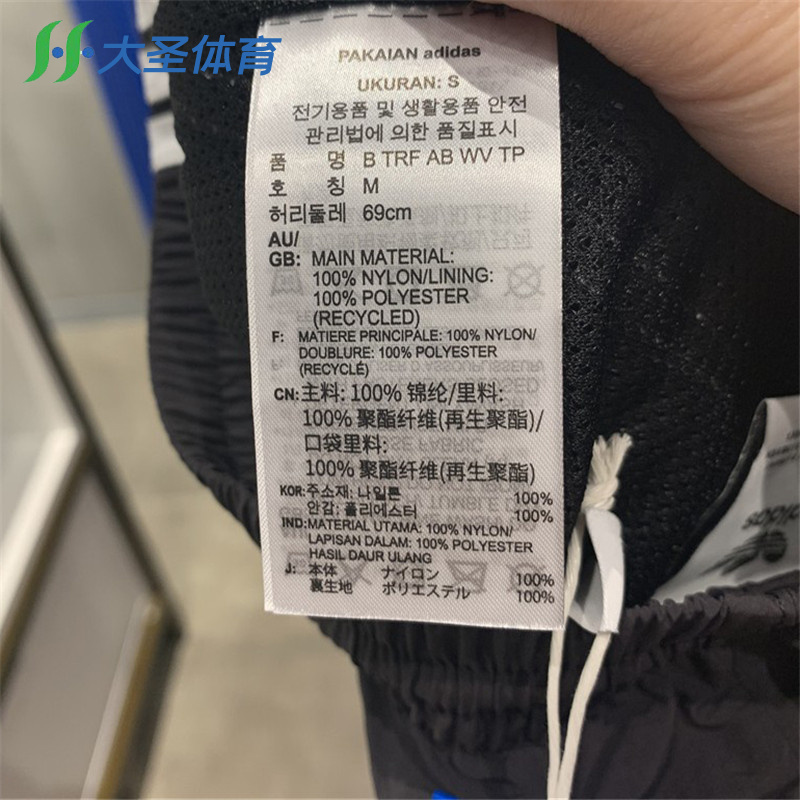 大圣体育
PAKAIAN adidas
UKURAN: S
전기용품 및 생활용품 안전
관리법에 의한 품질표시
품 명 B TRF AB WV TP
호 칭 M
허리둘레 69cm
AU/
GB: MAIN MATERIAL:
100% NYLON/LINING:
100% POLYESTER
(RECYCLED)
F: MATIERE PRINCIPALE: 100% NYLON/
DOUBLURE: 100% POLYESTER
(RECYCLÉ)
CN: 主料: 100% 锦纶/里料:
100% 聚酯纤维(再生聚酯)/
口袋里料:
100% 聚酯纤维(再生聚酯)
KOR: 주소재: 나일론 100%
안감: 폴리에스터 100%
IND: MATERIAL UTAMA: 100% NYLON/
LAPISAN DALAM: 100% POLYESTER
HASIL DAUR ULANG
J: 本体 ナイロン 100%
裏生地 ポリエステル 100%